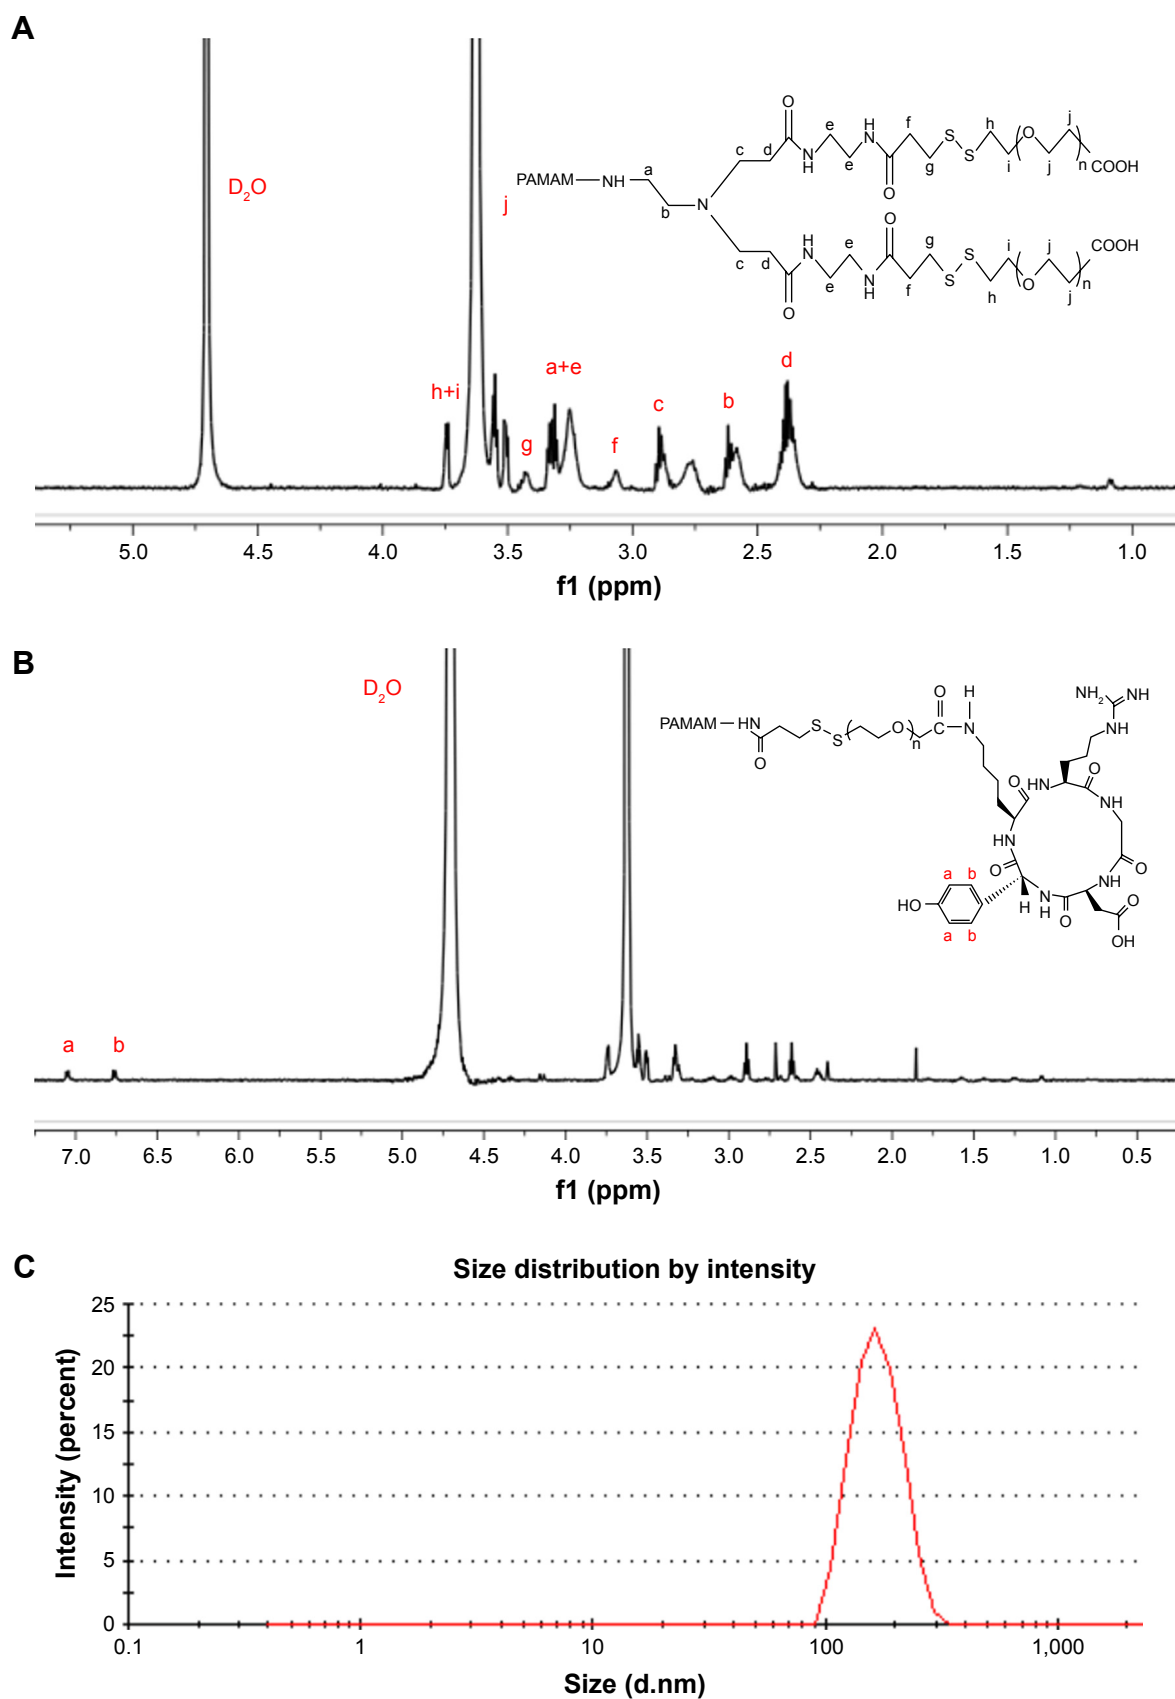 A
D2O
j
h+i
g
a+e
f
c
b
d
O
O
e
H
N
f
S
h
j
c
d
N
H
e
O
g
S
i
O
j
n
COOH
PAMAM
NH
a
b
N
O
H
N
e
g
S
i
j
COOH
c
d
O
e
N
H
f
S
h
O
j
n
5.0 4.5 4.0 3.5 3.0 2.5 2.0 1.5 1.0
f1 (ppm)
B
D2O
a
b
PAMAM
HN
O
S
S
O
n
O
C
H
N
NH2
NH
NH
O
HN
O
NH
NH
O
O
NH
HO
a
b
a
b
H
N
H
O
O
OH
7.0 6.5 6.0 5.5 5.0 4.5 4.0 3.5 3.0 2.5 2.0 1.5 1.0 0.5
f1 (ppm)
C
Size distribution by intensity
Intensity (percent)
25
20
15
10
5
0
0.1 1 10 100 1,000
Size (d.nm)